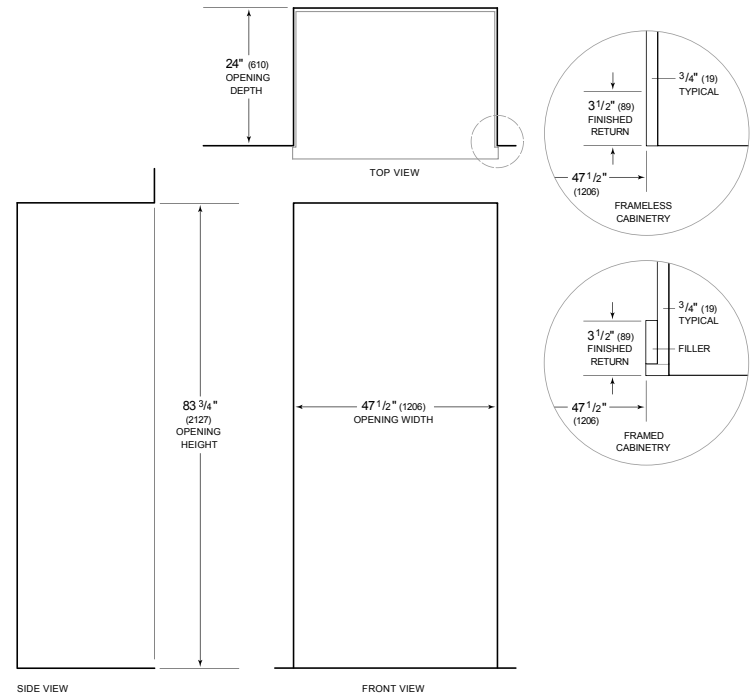 24" (610)
OPENING
DEPTH
TOP VIEW
3/4" (19)
TYPICAL
3 1/2" (89)
FINISHED
RETURN
47 1/2"
(1206)
FRAMELESS
CABINETRY
3/4" (19)
TYPICAL
3 1/2" (89)
FINISHED
RETURN
FILLER
47 1/2"
(1206)
FRAMED
CABINETRY
83 3/4"
(2127)
OPENING
HEIGHT
47 1/2" (1206)
OPENING WIDTH
SIDE VIEW
FRONT VIEW